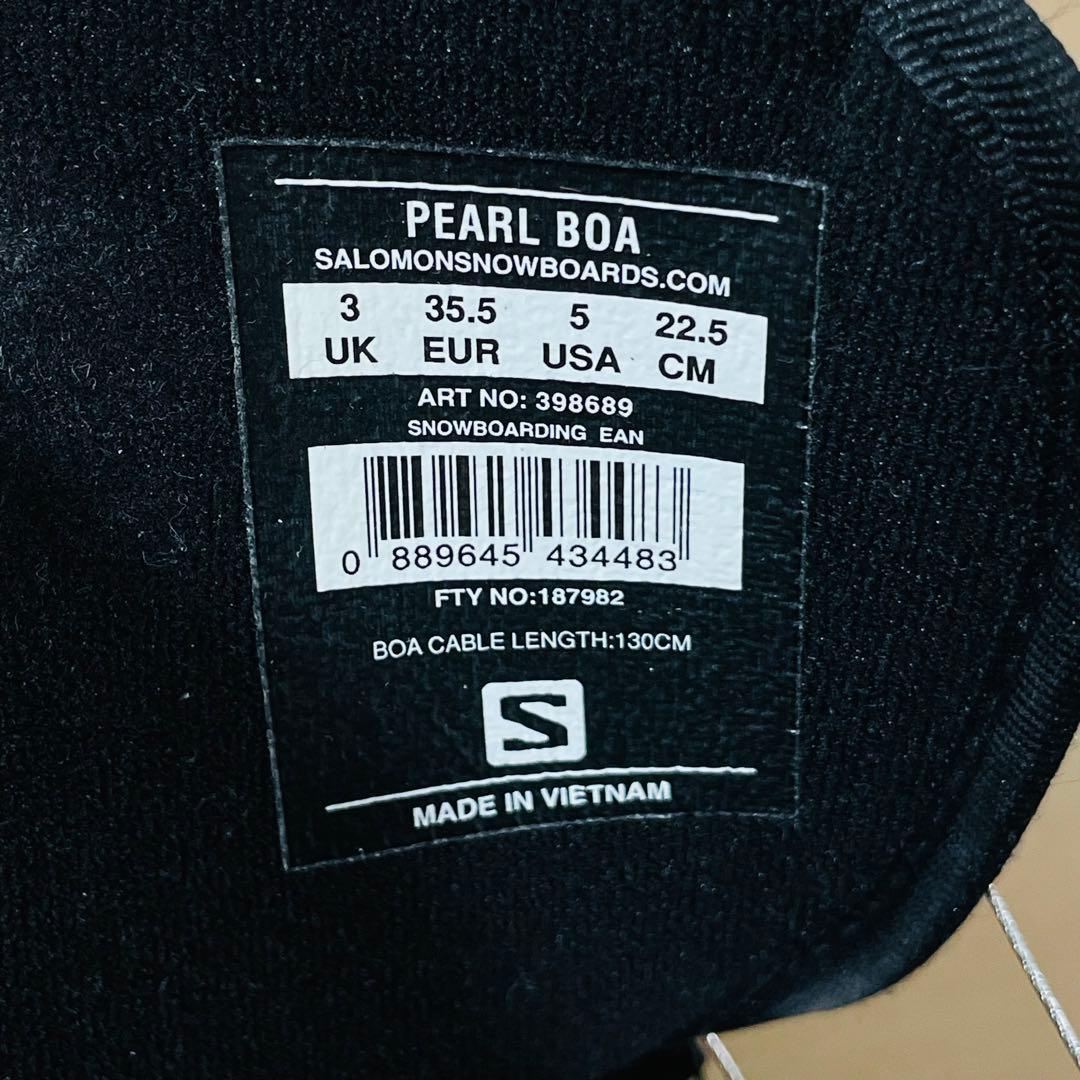 PEARL BOA
SALOMONSNOWBOARDS.COM
3 35.5 5 22.5
UK EUR USA CM
ART NO: 398689
SNOWBOARDING EAN
0 889645 434483
FTY NO:187982
BOA CABLE LENGTH:130CM
S
MADE IN VIETNAM